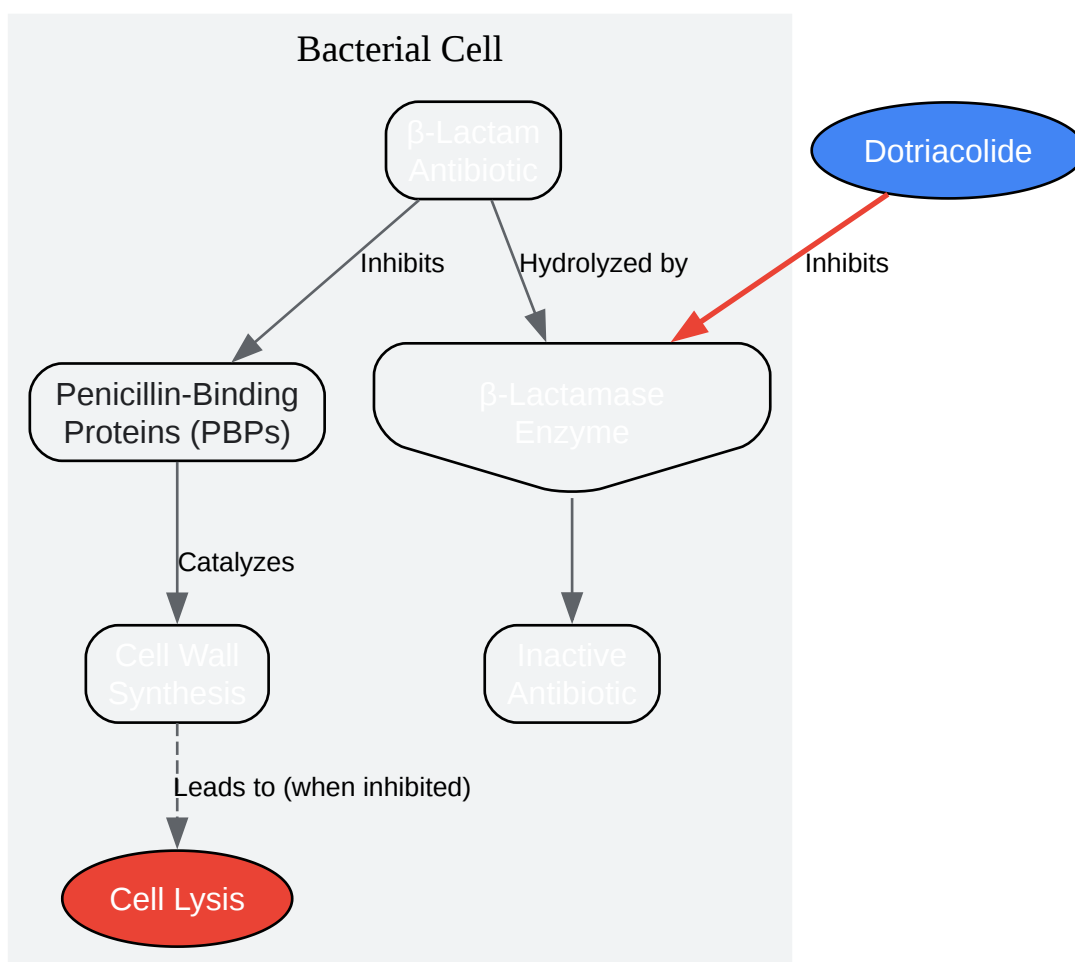 Bacterial Cell
β-Lactam
Antibiotic
Dotriacolide
Inhibits
Hydrolyzed by
Inhibits
Penicillin-Binding
Proteins (PBPs)
β-Lactamase
Enzyme
Catalyzes
Cell Wall
Synthesis
Inactive
Antibiotic
Leads to (when inhibited)
Cell Lysis